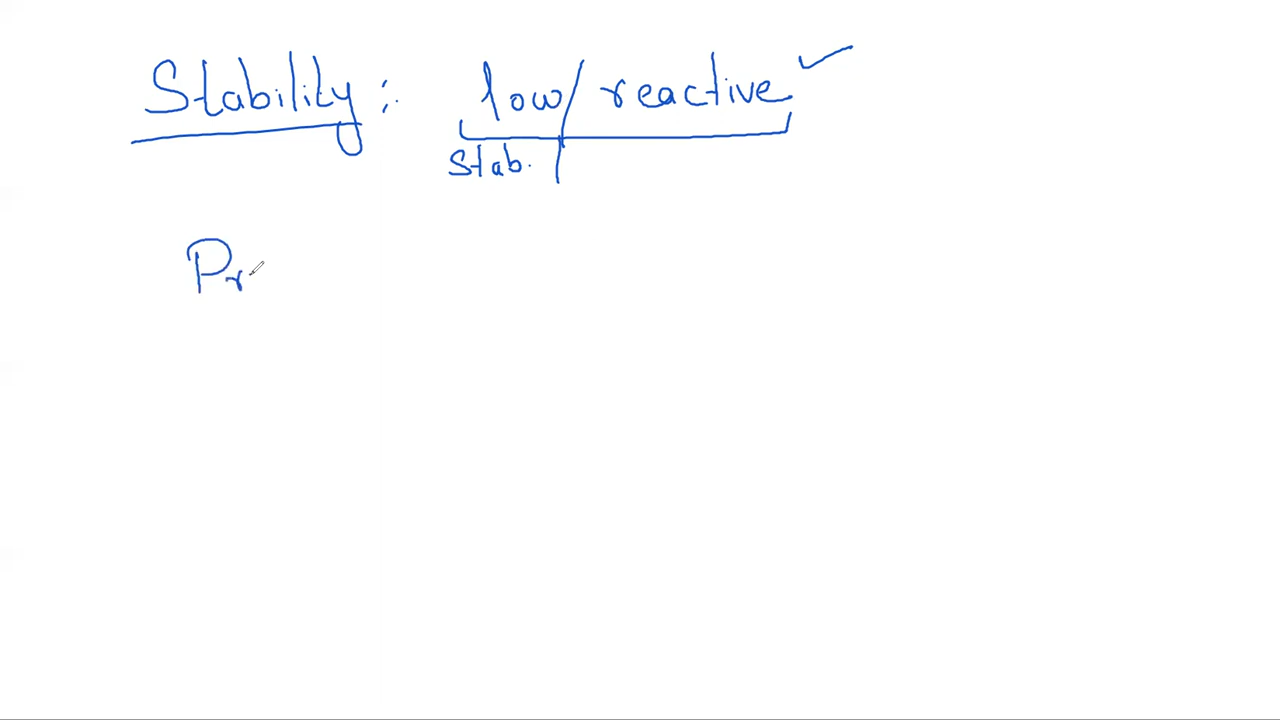 Stability : low/ reactive ✓
Stab. |
Pr